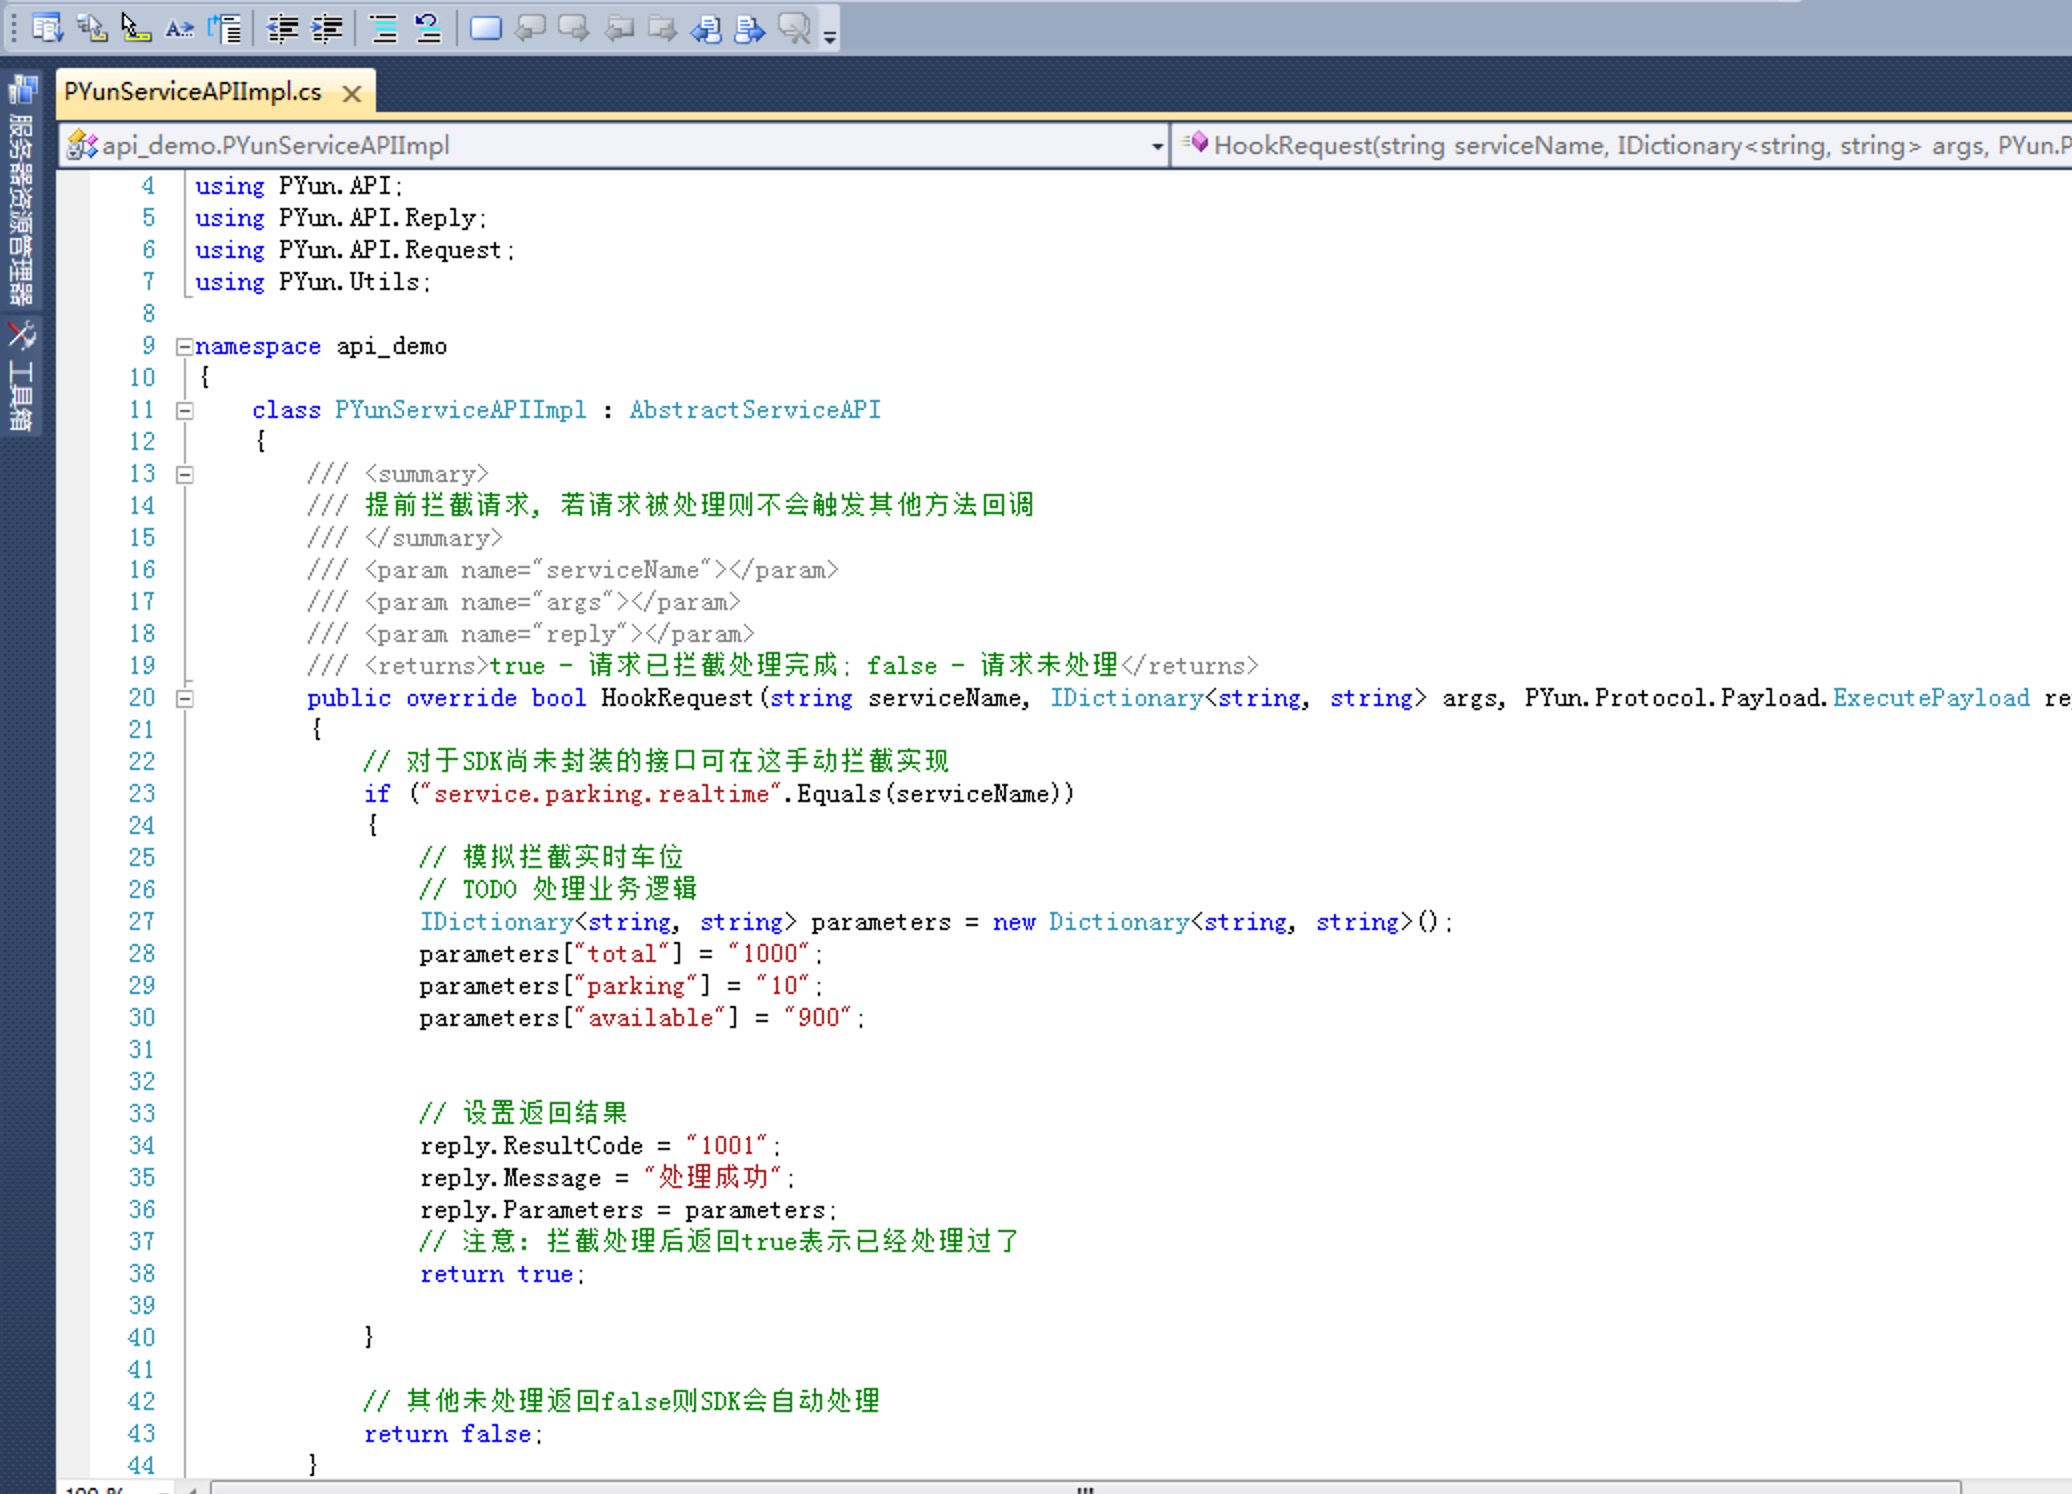 PYunServiceAPIImpl.cs
api_demo.PYunServiceAPIImpl
HookRequest(string serviceName, IDictionary<string, string> args, PYun.P
服务器资源管理器
工具箱
4 using PYun.API;
5 using PYun.API.Reply;
6 using PYun.API.Request;
7 using PYun.Utils;
8
9 namespace api_demo
10 {
11 class PYunServiceAPIImpl : AbstractServiceAPI
12 {
13 /// <summary>
14 /// 提前拦截请求, 若请求被处理则不会触发其他方法回调
15 /// </summary>
16 /// <param name="serviceName"></param>
17 /// <param name="args"></param>
18 /// <param name="reply"></param>
19 /// <returns>true - 请求已拦截处理完成; false - 请求未处理</returns>
20 public override bool HookRequest(string serviceName, IDictionary<string, string> args, PYun.Protocol.Payload.ExecutePayload re
21 {
22 // 对于SDK尚未封装的接口可在这手动拦截实现
23 if ("service.parking.realtime".Equals(serviceName))
24 {
25 // 模拟拦截实时车位
26 // TODO 处理业务逻辑
27 IDictionary<string, string> parameters = new Dictionary<string, string>();
28 parameters["total"] = "1000";
29 parameters["parking"] = "10";
30 parameters["available"] = "900";
31
32
33 // 设置返回结果
34 reply.ResultCode = "1001";
35 reply.Message = "处理成功";
36 reply.Parameters = parameters;
37 // 注意: 拦截处理后返回true表示已经处理过了
38 return true;
39
40 }
41
42 // 其他未处理返回false则SDK会自动处理
43 return false;
44 }